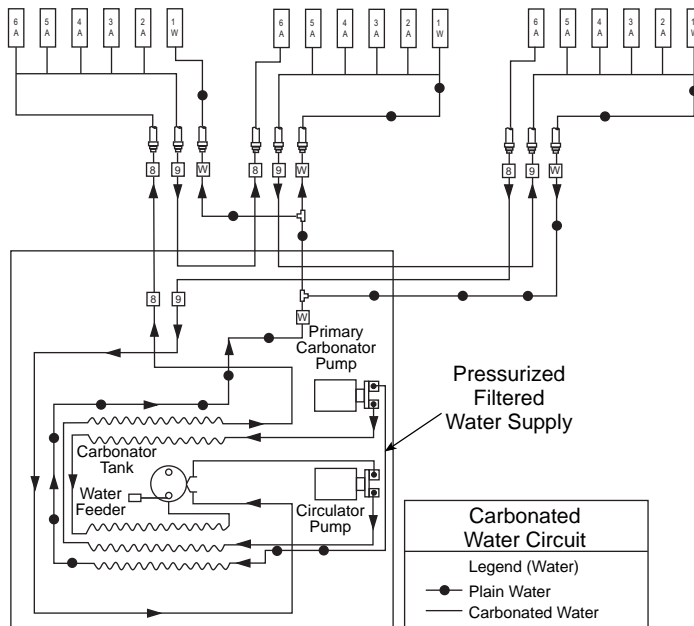 6 A 5 A 4 A 3 A 2 A 1 W
6 A 5 A 4 A 3 A 2 A 1 W
6 A 5 A 4 A 3 A 2 A 1 W
8 9 W
8 9 W
8 9 W
8 9
W
Primary
Carbonator
Pump
Pressurized
Filtered
Water Supply
Carbonator
Tank
Water
Feeder
Circulator
Pump
Carbonated
Water Circuit
Legend (Water)
Plain Water
Carbonated Water